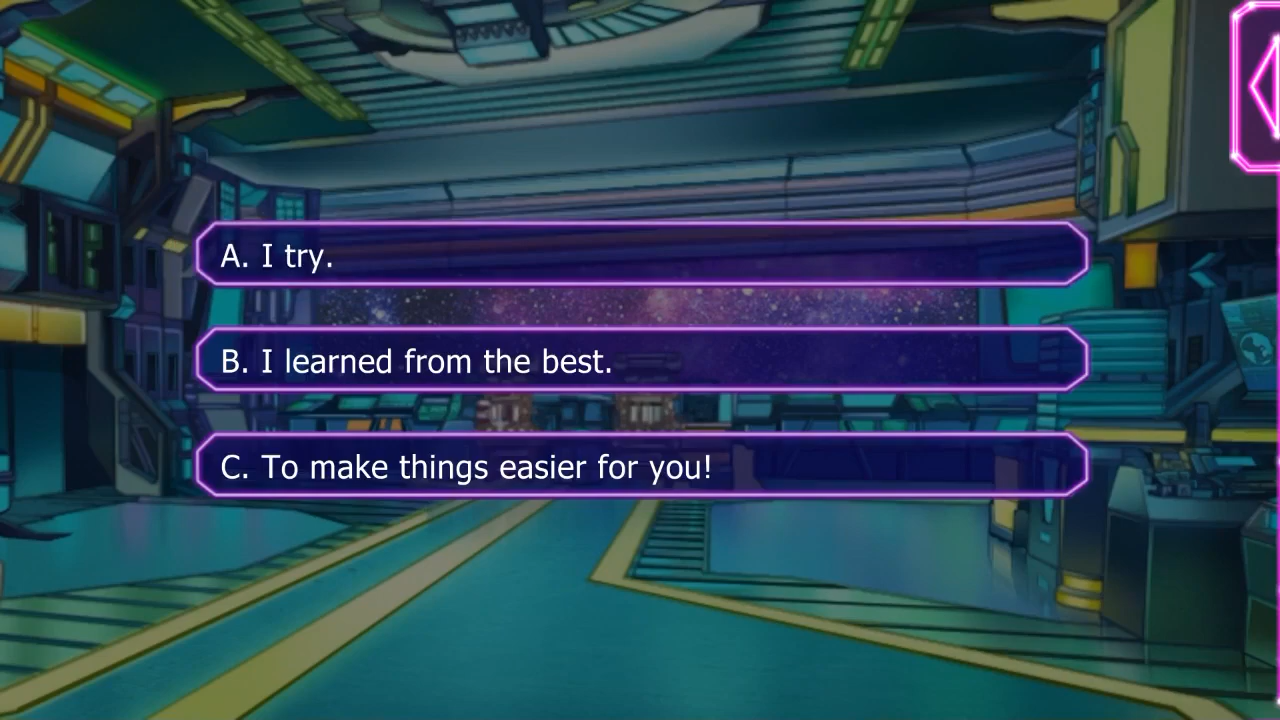 A. I try.
B. I learned from the best.
C. To make things easier for you!